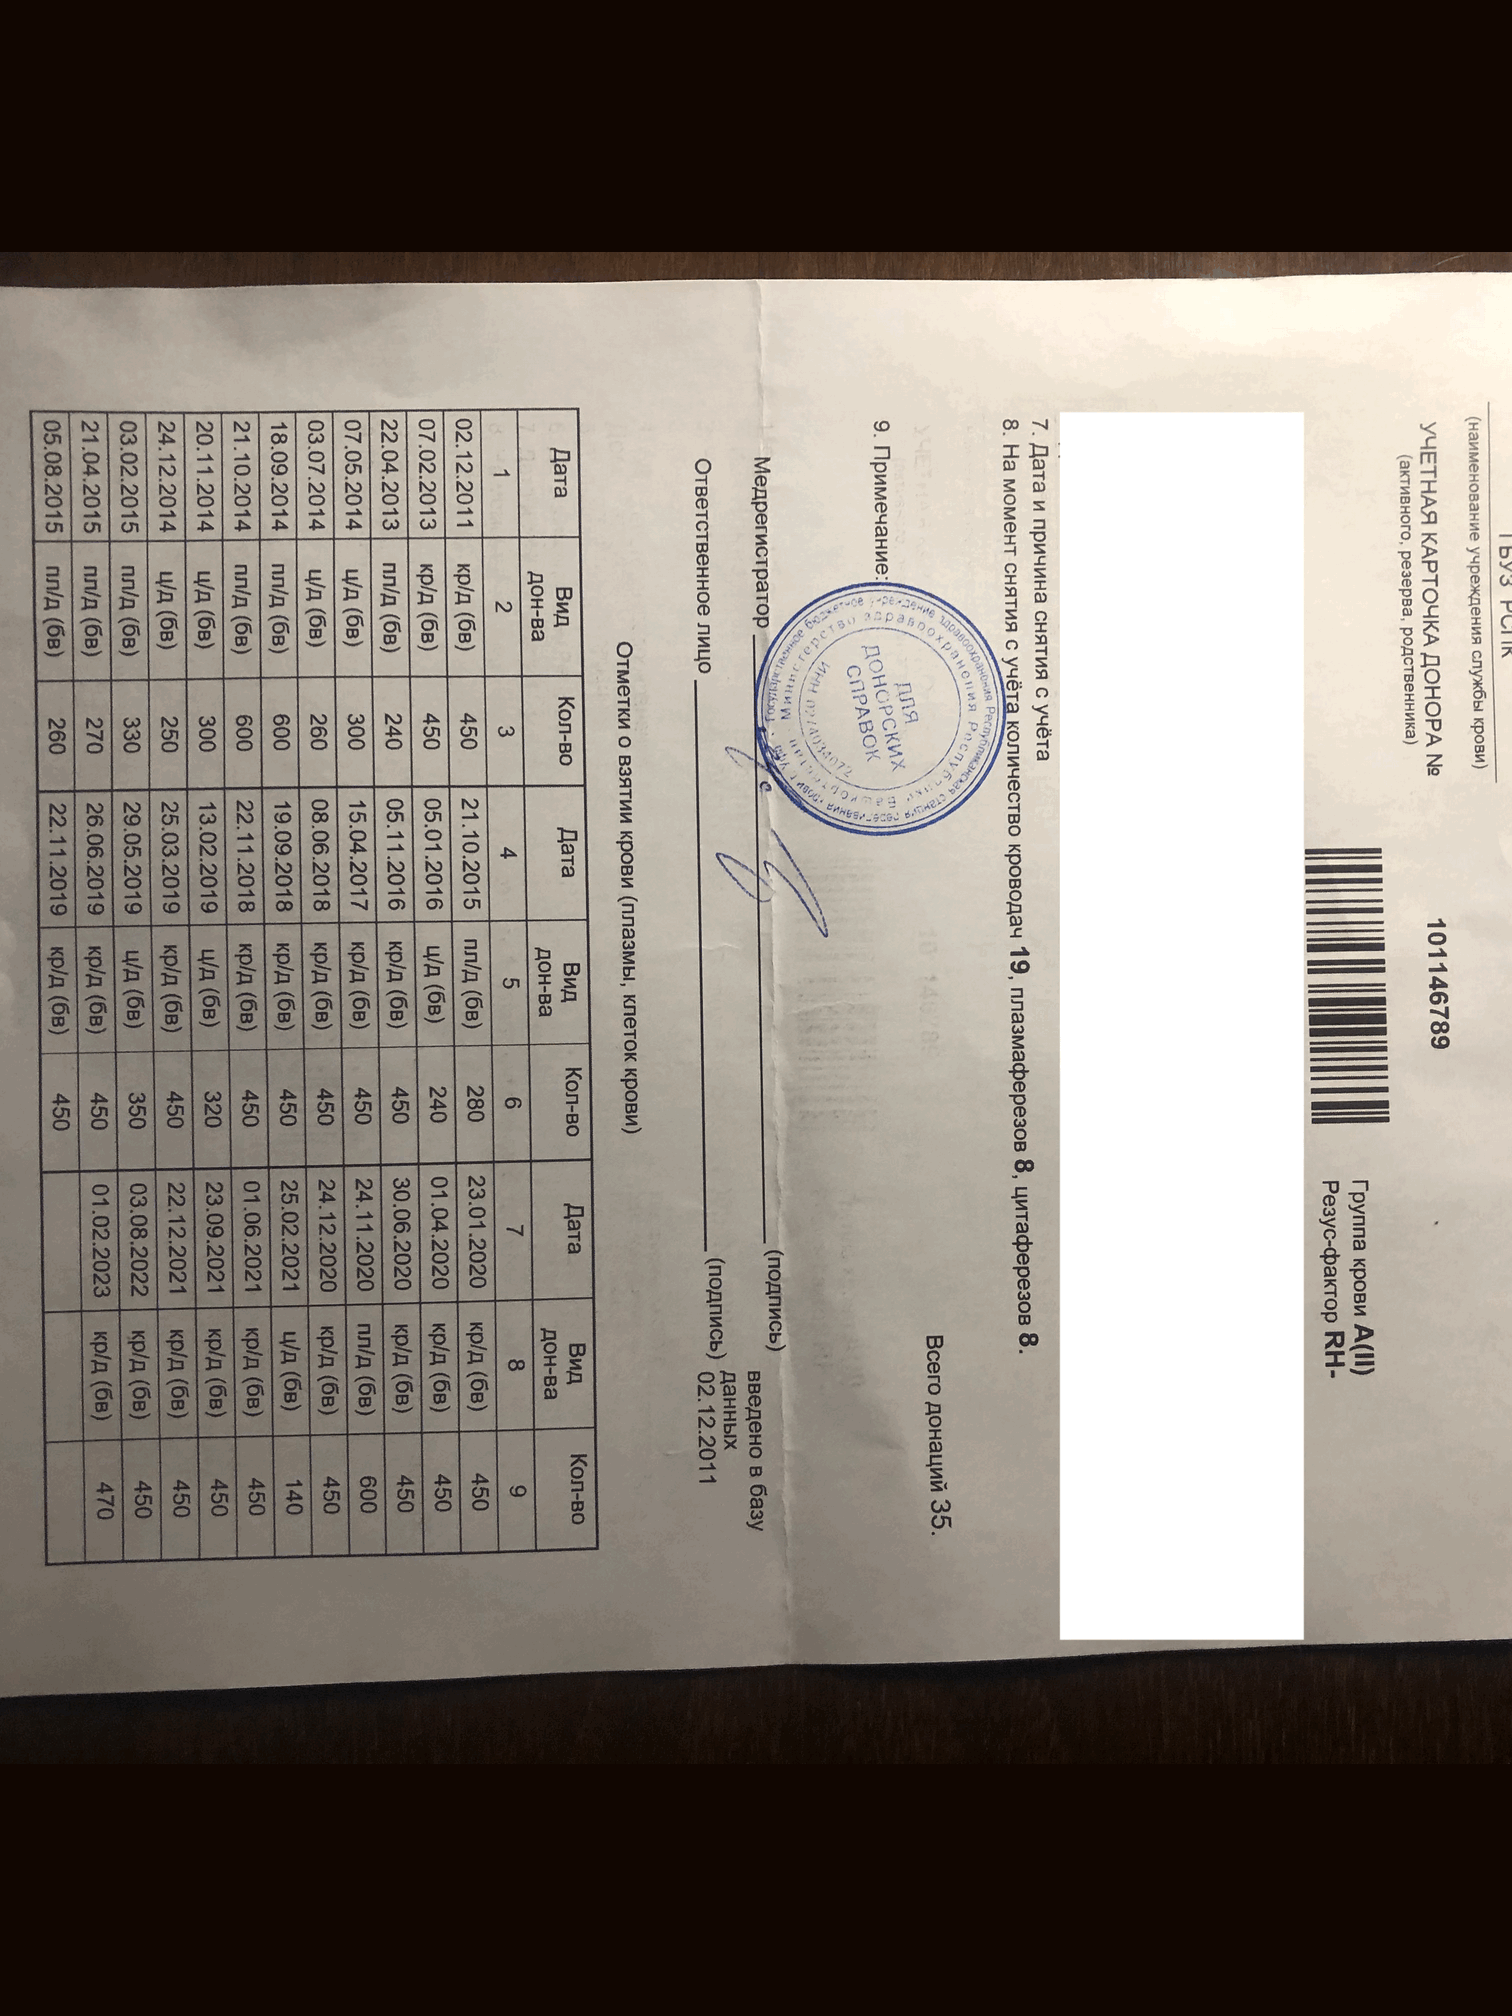 ГБУЗ РСПК
(наименование учреждения службы крови)
УЧЕТНАЯ КАРТОЧКА ДОНОРА № 101146789
(активного, резерва, родственника)
Группа крови A(II)
Резус-фактор RH-
7. Дата и причина снятия с учёта
8. На момент снятия с учёта количество кроводач 19, плазмаферезов 8, цитаферезов 8.
Всего донаций 35.
9. Примечание:
ДЛЯ
ДОНОРСКИХ
СПРАВОК
Медрегистратор (подпись) введено в базу
данных
Ответственное лицо (подпись) 02.12.2011
Отметки о взятии крови (плазмы, клеток крови)
Дата Вид дон-ва Кол-во Дата Вид дон-ва Кол-во Дата Вид дон-ва Кол-во
1 2 3 4 5 6 7 8 9
02.12.2011 кр/д (бв) 450 21.10.2015 пл/д (бв) 280 23.01.2020 кр/д (бв) 450
07.02.2013 кр/д (бв) 450 05.01.2016 ц/д (бв) 240 01.04.2020 кр/д (бв) 450
22.04.2013 пл/д (бв) 240 05.11.2016 кр/д (бв) 450 30.06.2020 кр/д (бв) 450
07.05.2014 ц/д (бв) 300 15.04.2017 кр/д (бв) 450 24.11.2020 пл/д (бв) 600
03.07.2014 ц/д (бв) 260 08.06.2018 кр/д (бв) 450 24.12.2020 кр/д (бв) 450
18.09.2014 пл/д (бв) 600 19.09.2018 кр/д (бв) 450 25.02.2021 ц/д (бв) 140
21.10.2014 пл/д (бв) 600 22.11.2018 кр/д (бв) 450 01.06.2021 кр/д (бв) 450
20.11.2014 ц/д (бв) 300 13.02.2019 ц/д (бв) 320 23.09.2021 кр/д (бв) 450
24.12.2014 ц/д (бв) 250 25.03.2019 кр/д (бв) 450 22.12.2021 кр/д (бв) 450
03.02.2015 пл/д (бв) 330 29.05.2019 ц/д (бв) 350 03.08.2022 кр/д (бв) 450
21.04.2015 пл/д (бв) 270 26.06.2019 кр/д (бв) 450 01.02.2023 кр/д (бв) 470
05.08.2015 пл/д (бв) 260 22.11.2019 кр/д (бв) 450